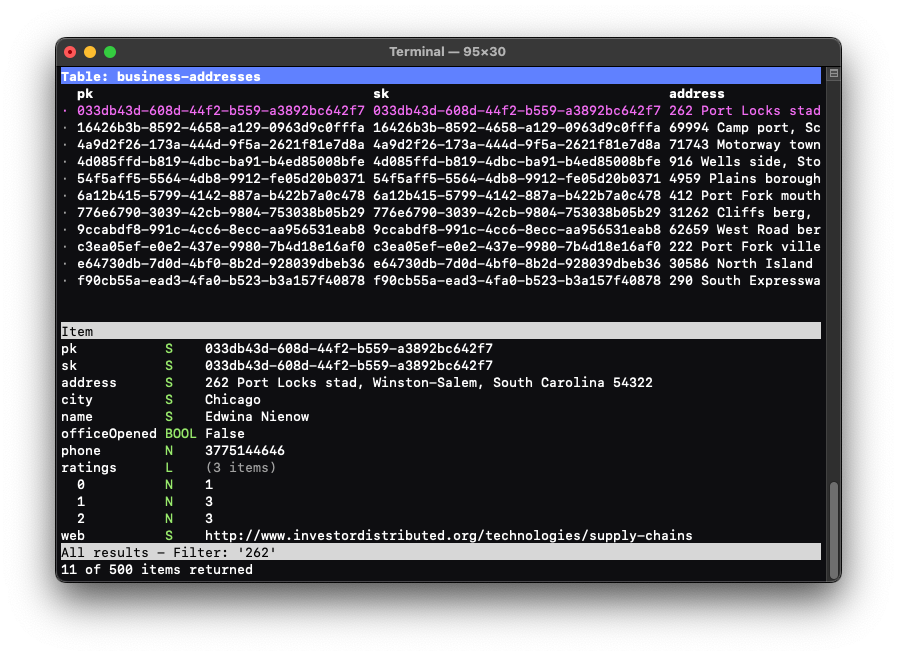 Terminal — 95×30
Table: business-addresses
pk sk address
· 033db43d-608d-44f2-b559-a3892bc642f7 033db43d-608d-44f2-b559-a3892bc642f7 262 Port Locks stad
· 16426b3b-8592-4658-a129-0963d9c0fffa 16426b3b-8592-4658-a129-0963d9c0fffa 69994 Camp port, Sc
· 4a9d2f26-173a-444d-9f5a-2621f81e7d8a 4a9d2f26-173a-444d-9f5a-2621f81e7d8a 71743 Motorway town
· 4d085ffd-b819-4dbc-ba91-b4ed85008bfe 4d085ffd-b819-4dbc-ba91-b4ed85008bfe 916 Wells side, Sto
· 54f5aff5-5564-4db8-9912-fe05d20b0371 54f5aff5-5564-4db8-9912-fe05d20b0371 4959 Plains borough
· 6a12b415-5799-4142-887a-b422b7a0c478 6a12b415-5799-4142-887a-b422b7a0c478 412 Port Fork mouth
· 776e6790-3039-42cb-9804-753038b05b29 776e6790-3039-42cb-9804-753038b05b29 31262 Cliffs berg,
· 9ccabdf8-991c-4cc6-8ecc-aa956531eab8 9ccabdf8-991c-4cc6-8ecc-aa956531eab8 62659 West Road ber
· c3ea05ef-e0e2-437e-9980-7b4d18e16af0 c3ea05ef-e0e2-437e-9980-7b4d18e16af0 222 Port Fork ville
· e64730db-7d0d-4bf0-8b2d-928039dbeb36 e64730db-7d0d-4bf0-8b2d-928039dbeb36 30586 North Island
· f90cb55a-ead3-4fa0-b523-b3a157f40878 f90cb55a-ead3-4fa0-b523-b3a157f40878 290 South Expresswa
Item
pk S 033db43d-608d-44f2-b559-a3892bc642f7
sk S 033db43d-608d-44f2-b559-a3892bc642f7
address S 262 Port Locks stad, Winston-Salem, South Carolina 54322
city S Chicago
name S Edwina Nienow
officeOpened BOOL False
phone N 3775144646
ratings L (3 items)
0 N 1
1 N 3
2 N 3
web S http://www.investordistributed.org/technologies/supply-chains
All results - Filter: '262'
11 of 500 items returned